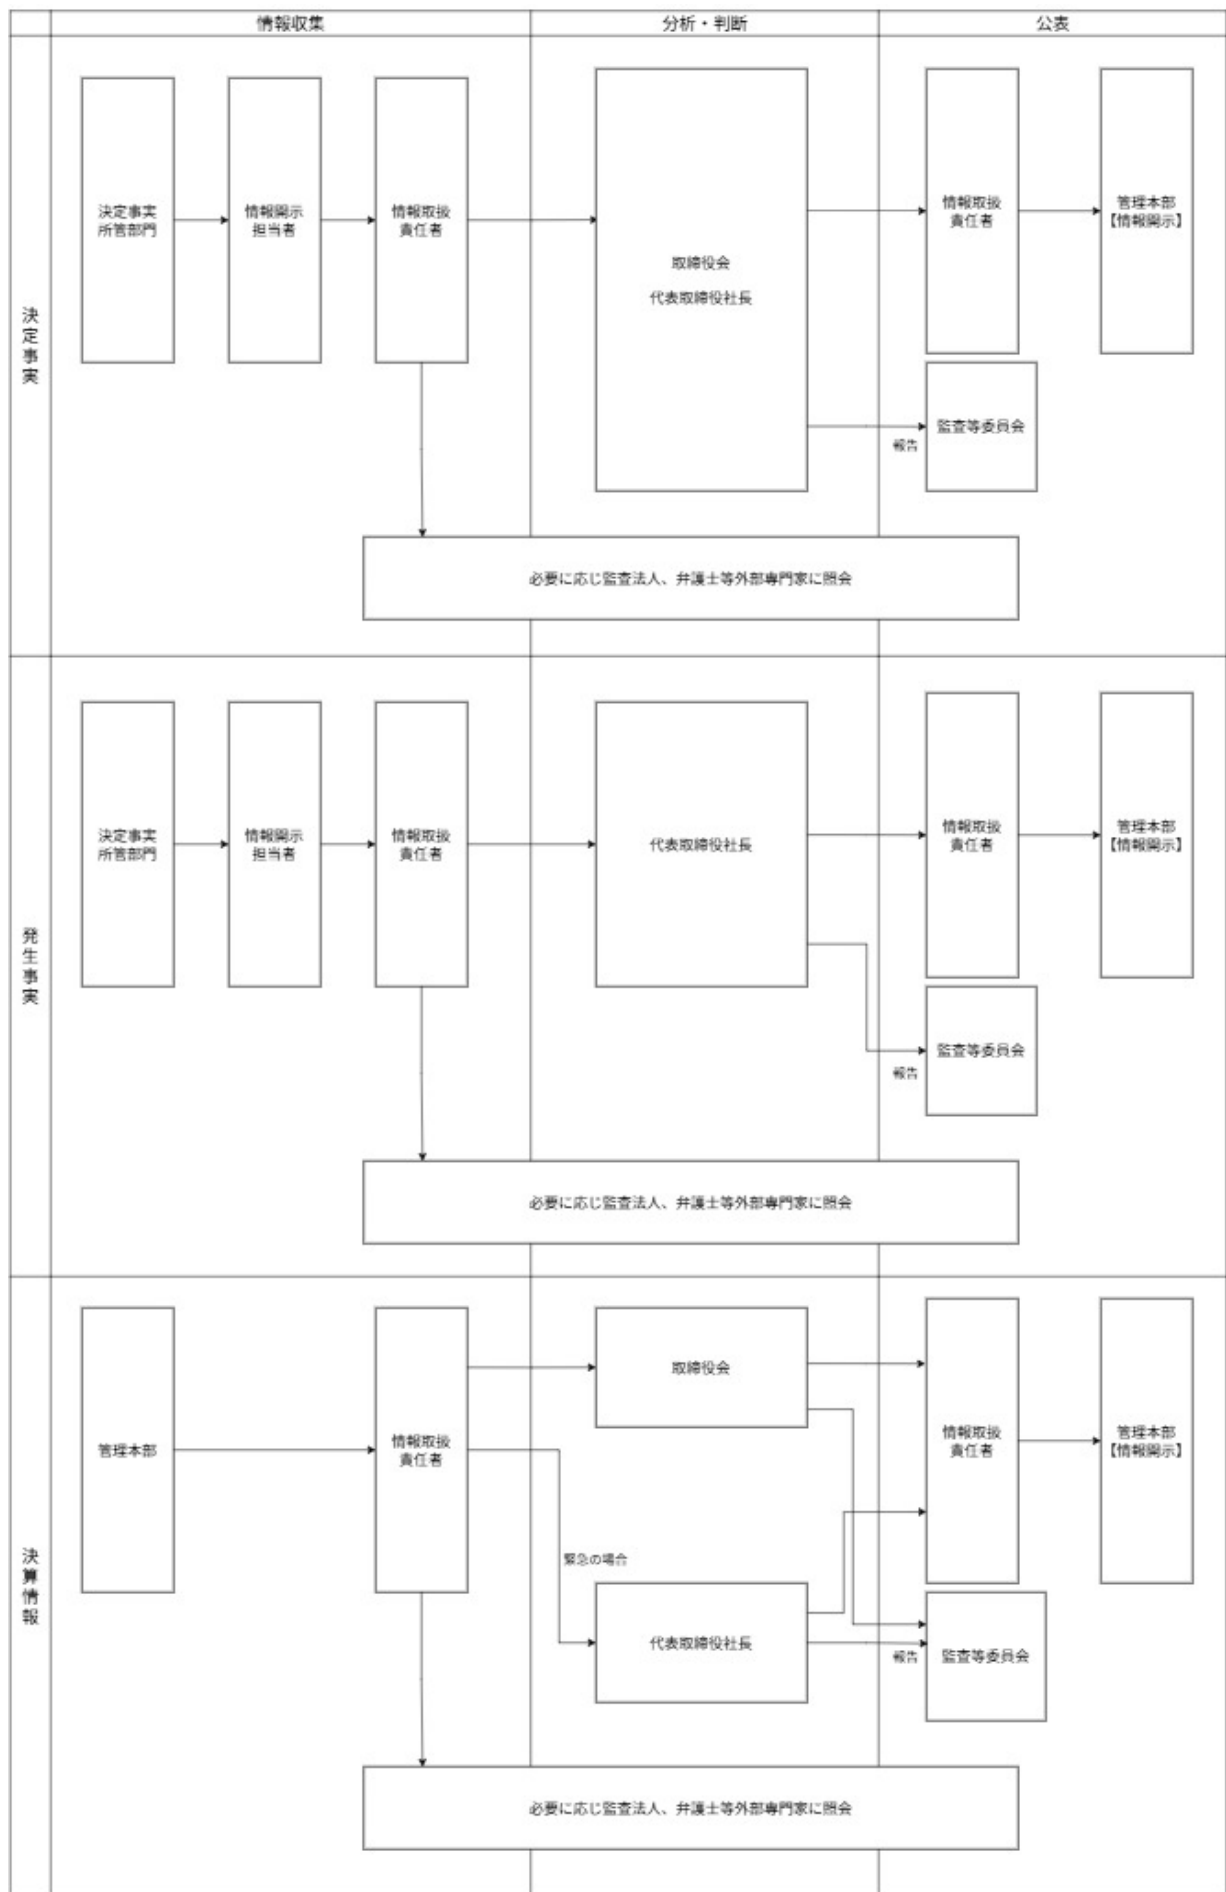 情報収集
分析・判断
公表
決定事実
決定事実
所管部門
情報開示
担当者
情報取扱
責任者
取締役会
代表取締役社長
情報取扱
責任者
管理本部
【情報開示】
報告
監査等委員会
必要に応じ監査法人、弁護士等外部専門家に照会
発生事実
決定事実
所管部門
情報開示
担当者
情報取扱
責任者
代表取締役社長
情報取扱
責任者
管理本部
【情報開示】
報告
監査等委員会
必要に応じ監査法人、弁護士等外部専門家に照会
決算情報
管理本部
情報取扱
責任者
取締役会
緊急の場合
代表取締役社長
情報取扱
責任者
管理本部
【情報開示】
報告
監査等委員会
必要に応じ監査法人、弁護士等外部専門家に照会